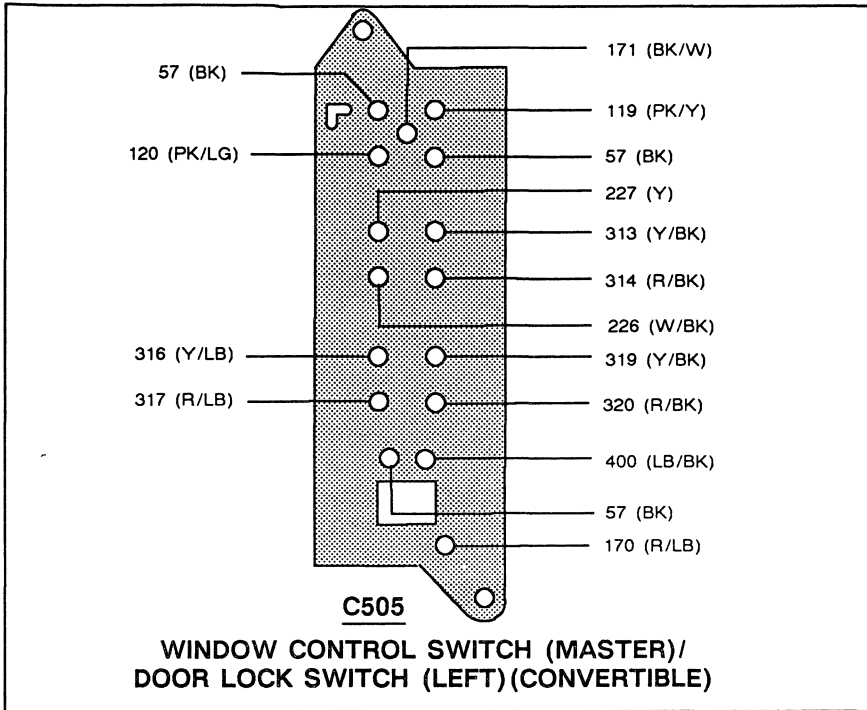 171 (BK/W)
57 (BK)
119 (PK/Y)
120 (PK/LG)
57 (BK)
227 (Y)
313 (Y/BK)
314 (R/BK)
226 (W/BK)
316 (Y/LB)
319 (Y/BK)
317 (R/LB)
320 (R/BK)
400 (LB/BK)
57 (BK)
170 (R/LB)
C505
WINDOW CONTROL SWITCH (MASTER)/
DOOR LOCK SWITCH (LEFT)(CONVERTIBLE)